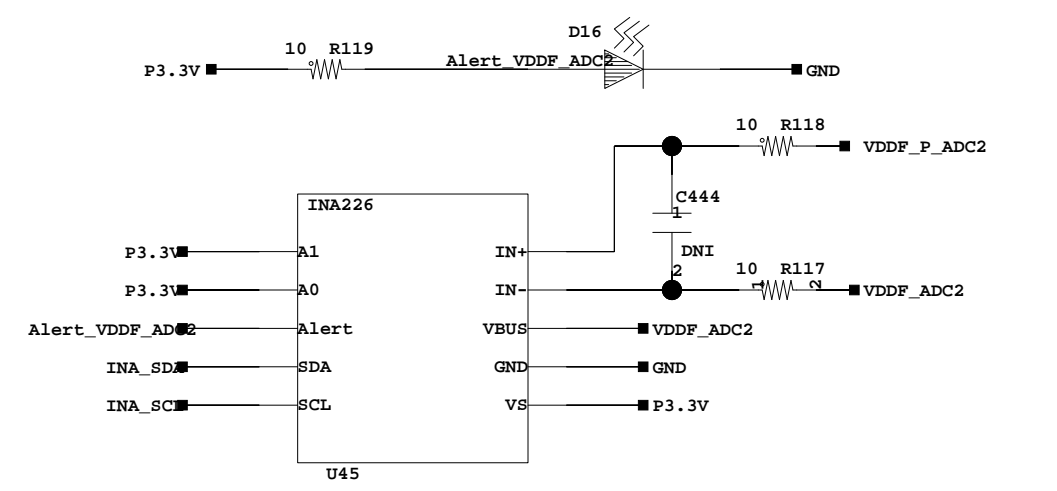 D16
10 R119
Alert_VDDF_ADC2
P3.3V
GND
10 R118
VDDF_P_ADC2
C444
1
INA226
P3.3V A1
IN+
DNI
2
P3.3V A0
IN-
10 R117
1 2
VDDF_ADC2
Alert_VDDF_ADC2 Alert
VBUS VDDF_ADC2
INA_SDA SDA
GND GND
INA_SCL SCL
VS P3.3V
U45